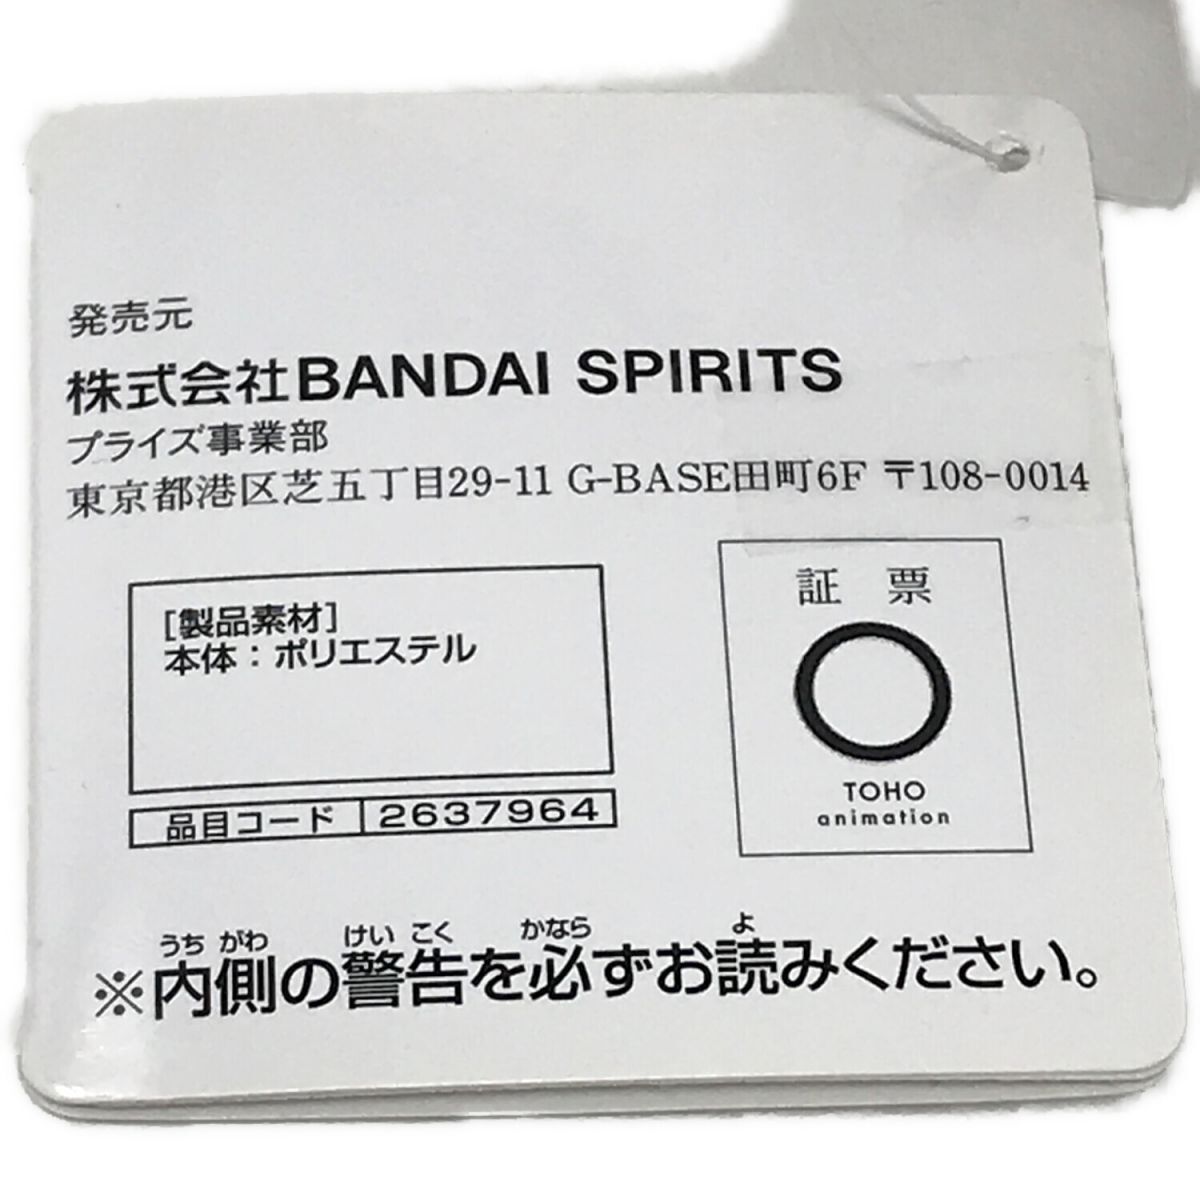 発売元
株式会社BANDAI SPIRITS
プライズ事業部
東京都港区芝五丁目29-11 G-BASE田町6F 〒108-0014
[製品素材]
本体：ポリエステル
品目コード 2637964
証 票
TOHO
animation
うち がわ けい こく かなら よ
※内側の警告を必ずお読みください。